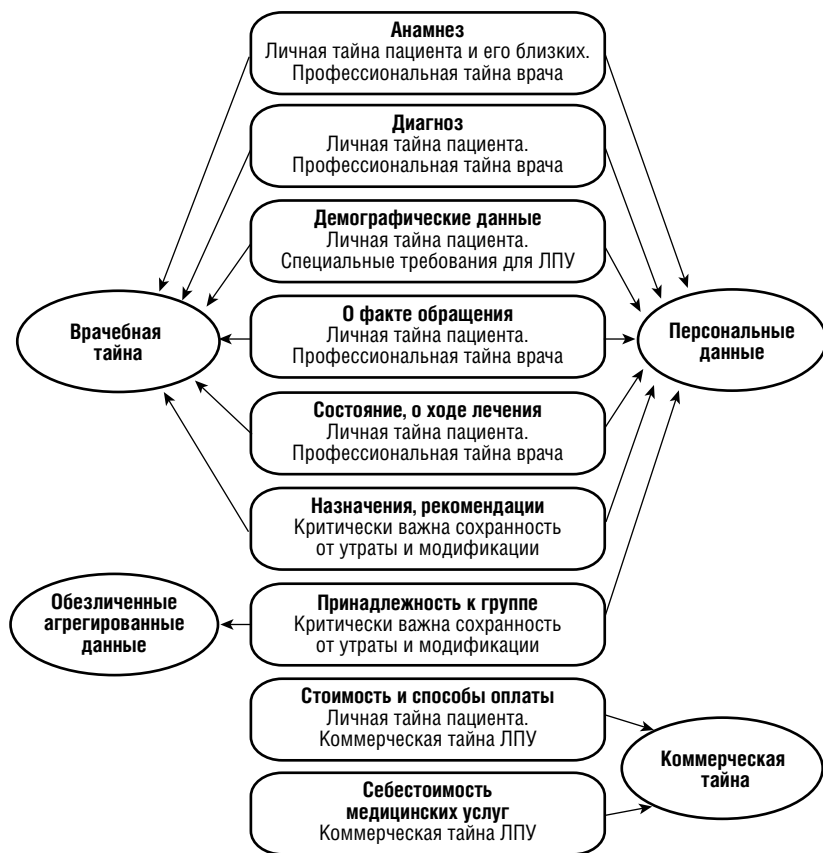 Анамнез
Личная тайна пациента и его близких.
Профессиональная тайна врача
Диагноз
Личная тайна пациента.
Профессиональная тайна врача
Демографические данные
Личная тайна пациента.
Специальные требования для ЛПУ
Врачебная
тайна
О факте обращения
Личная тайна пациента.
Профессиональная тайна врача
Персональные
данные
Состояние, о ходе лечения
Личная тайна пациента.
Профессиональная тайна врача
Назначения, рекомендации
Критически важна сохранность
от утраты и модификации
Обезличенные
агрегированные
данные
Принадлежность к группе
Критически важна сохранность
от утраты и модификации
Стоимость и способы оплаты
Личная тайна пациента.
Коммерческая тайна ЛПУ
Коммерческая
тайна
Себестоимость
медицинских услуг
Коммерческая тайна ЛПУ